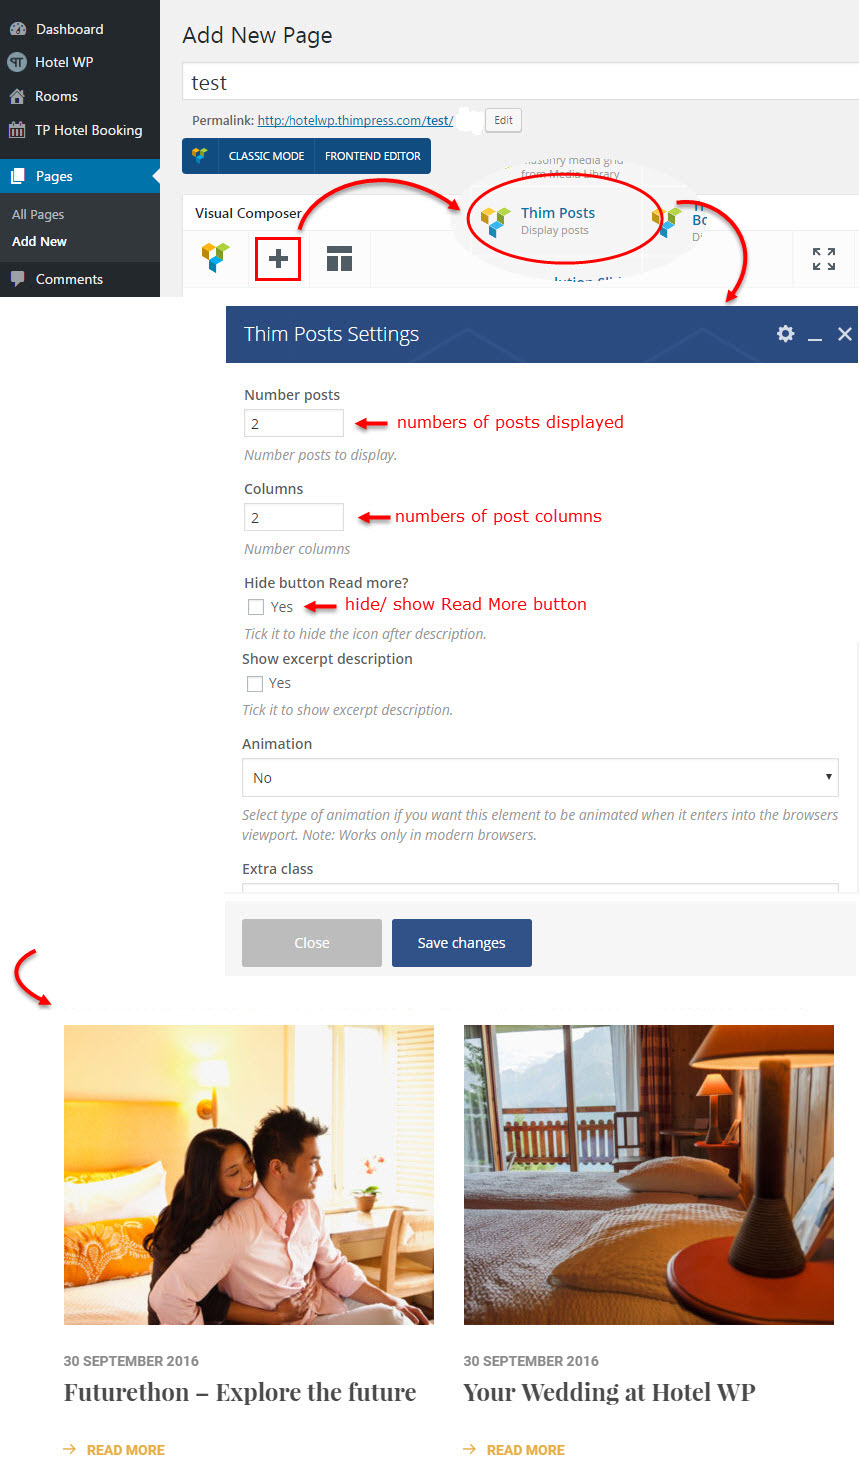 Dashboard
Hotel WP
Rooms
TP Hotel Booking
Pages
All Pages
Add New
Comments
Add New Page
test
Permalink: http:/hotelwp.thimpress.com/test/
Edit
CLASSIC MODE
FRONTEND EDITOR
Visual Composer
masonry media grid
from Media Library
Thim Posts
Display posts
Thim Posts Settings
Number posts
2
numbers of posts displayed
Number posts to display.
Columns
2
numbers of post columns
Number columns
Hide button Read more?
Yes
hide/ show Read More button
Tick it to hide the icon after description.
Show excerpt description
Yes
Tick it to show excerpt description.
Animation
No
Select type of animation if you want this element to be animated when it enters into the browsers
viewport. Note: Works only in modern browsers.
Extra class
Close
Save changes
30 SEPTEMBER 2016
Futurethon – Explore the future
READ MORE
30 SEPTEMBER 2016
Your Wedding at Hotel WP
READ MORE